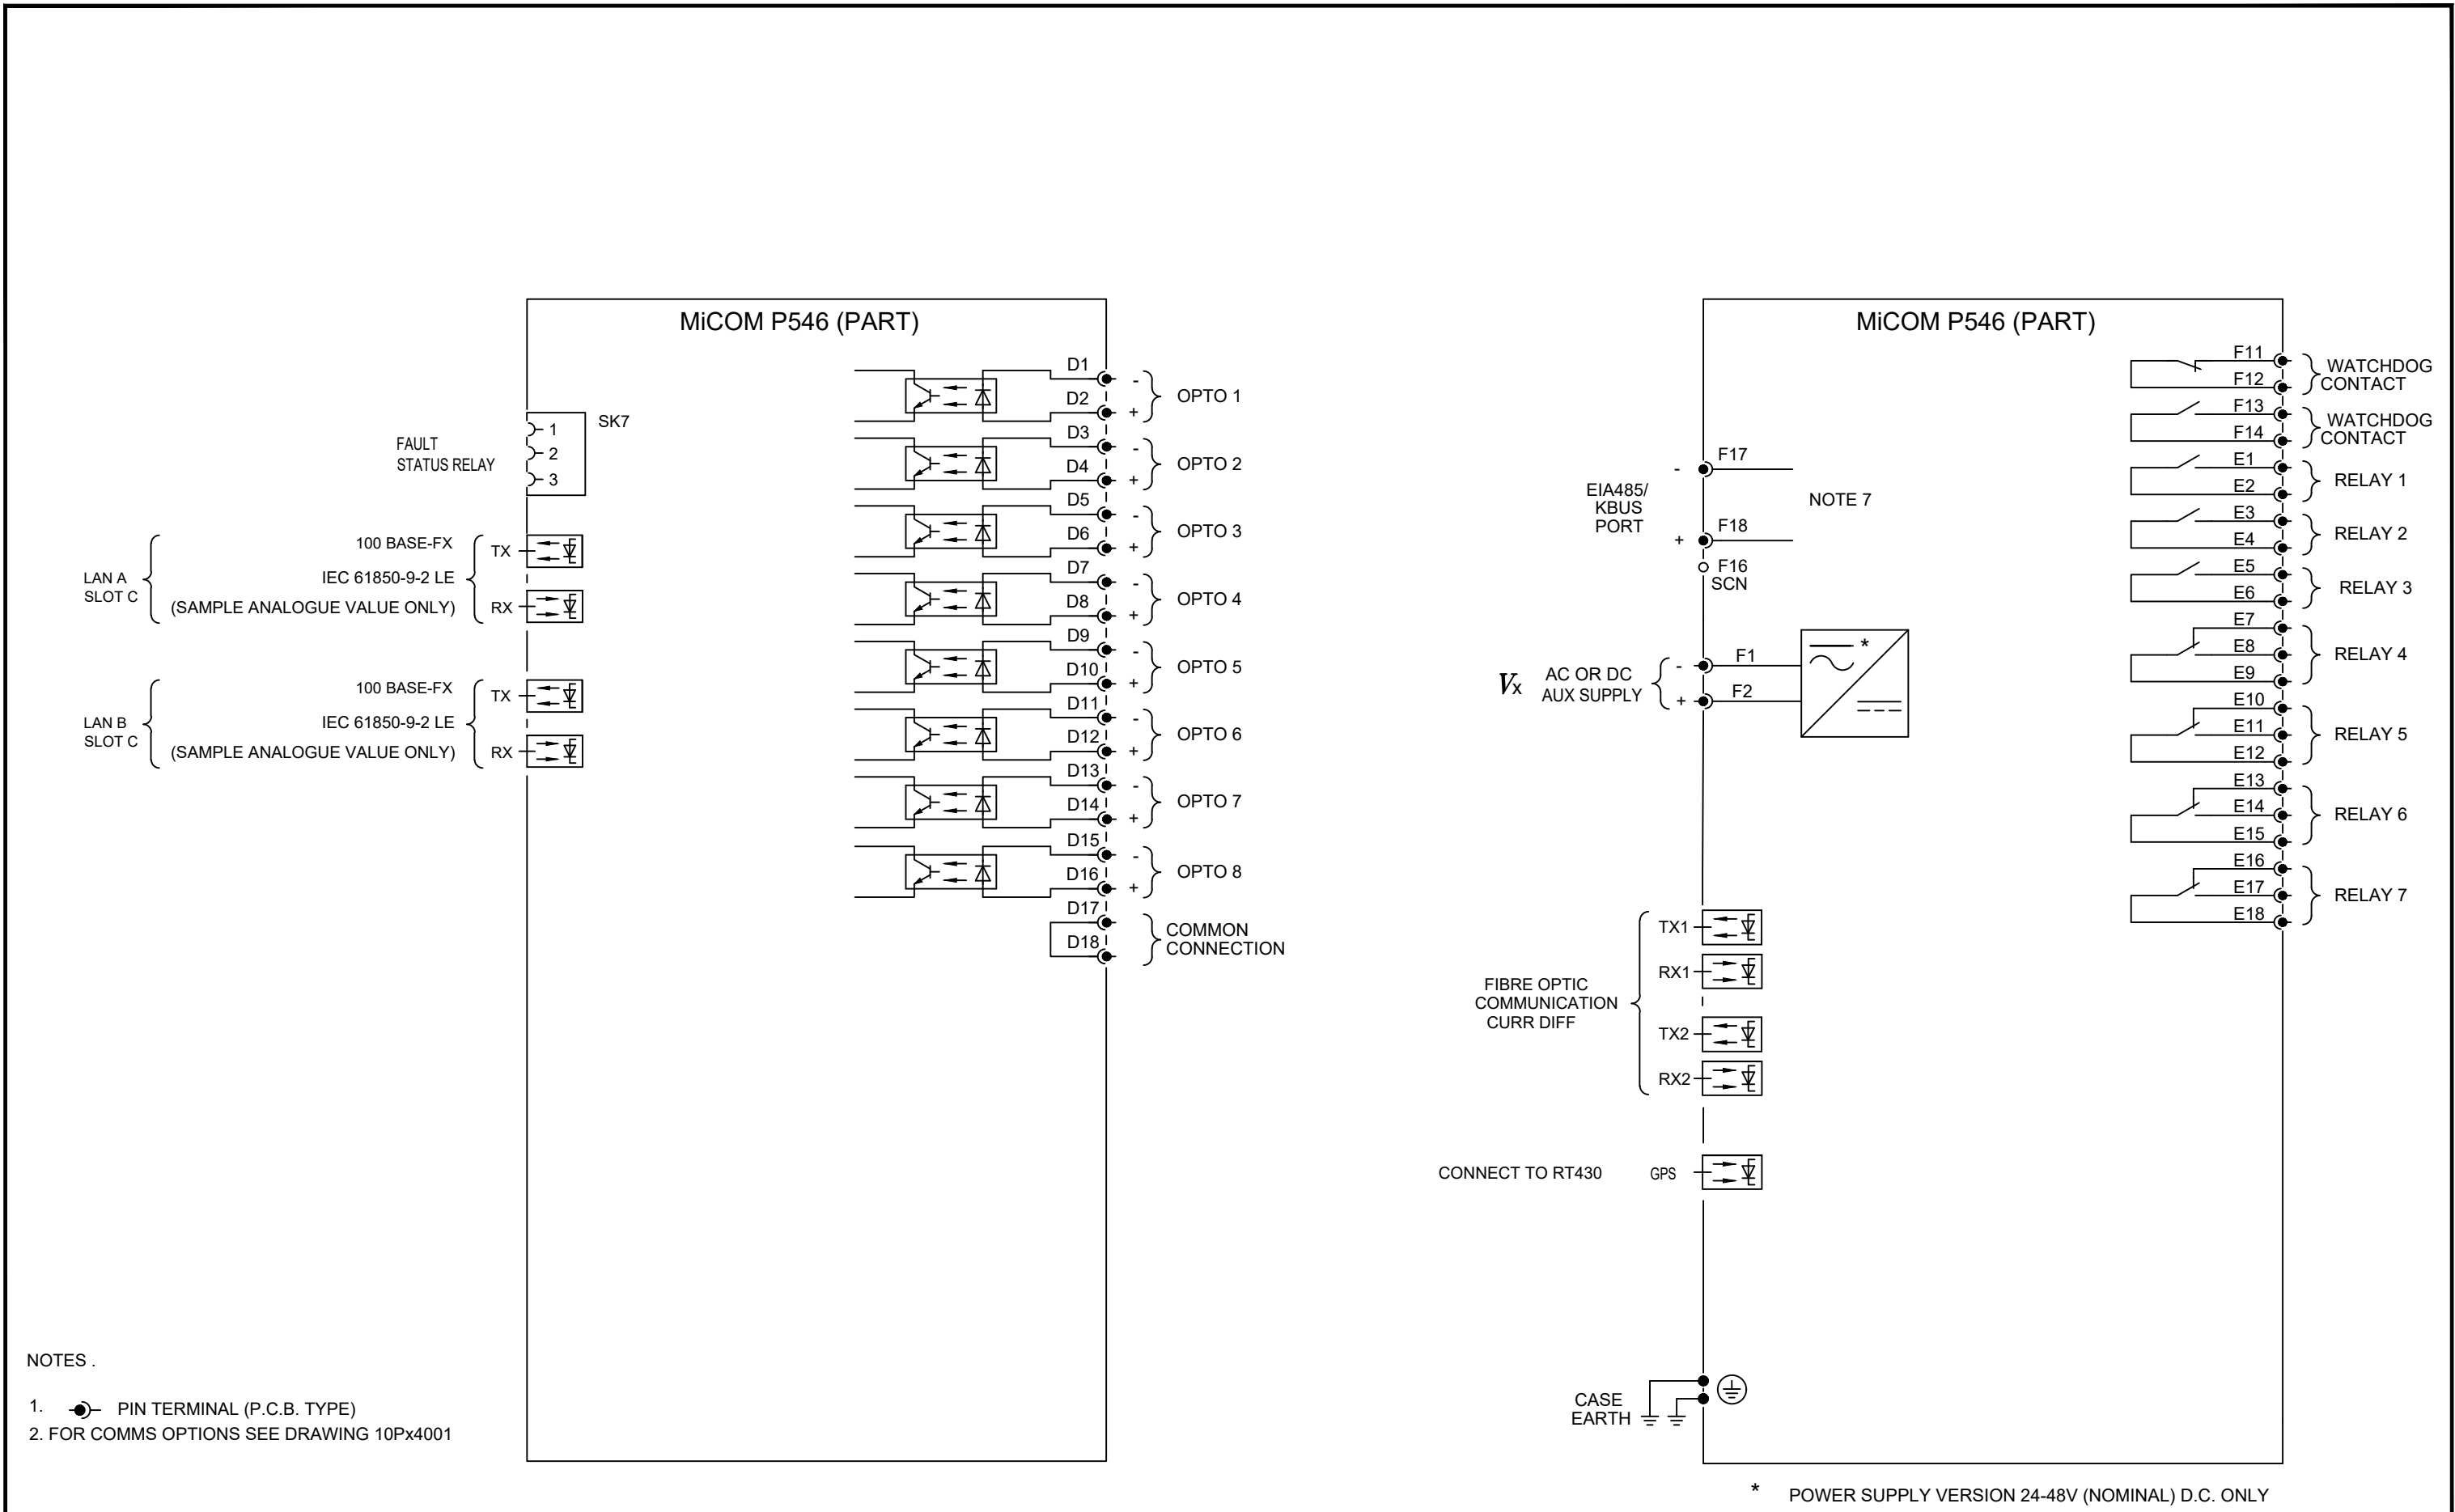 MiCOM P546 (PART)
SK7
FAULT
STATUS RELAY
1
2
3
LAN A
SLOT C
100 BASE-FX
IEC 61850-9-2 LE
(SAMPLE ANALOGUE VALUE ONLY)
TX
RX
LAN B
SLOT C
100 BASE-FX
IEC 61850-9-2 LE
(SAMPLE ANALOGUE VALUE ONLY)
TX
RX
D1 -
D2 +
OPTO 1
D3 -
D4 +
OPTO 2
D5 -
D6 +
OPTO 3
D7 -
D8 +
OPTO 4
D9 -
D10 +
OPTO 5
D11 -
D12 +
OPTO 6
D13 -
D14 +
OPTO 7
D15 -
D16 +
OPTO 8
D17
D18
COMMON
CONNECTION
MiCOM P546 (PART)
- F17
EIA485/
KBUS
PORT
NOTE 7
+ F18
F16
SCN
Vx
AC OR DC
AUX SUPPLY
- F1
+ F2
*
FIBRE OPTIC
COMMUNICATION
CURR DIFF
TX1
RX1
TX2
RX2
CONNECT TO RT430 GPS
CASE
EARTH
F11
F12
WATCHDOG
CONTACT
F13
F14
WATCHDOG
CONTACT
E1
E2
RELAY 1
E3
E4
RELAY 2
E5
E6
RELAY 3
E7
E8
E9
RELAY 4
E10
E11
E12
RELAY 5
E13
E14
E15
RELAY 6
E16
E17
E18
RELAY 7
NOTES .
1. PIN TERMINAL (P.C.B. TYPE)
2. FOR COMMS OPTIONS SEE DRAWING 10Px4001
* POWER SUPPLY VERSION 24-48V (NOMINAL) D.C. ONLY